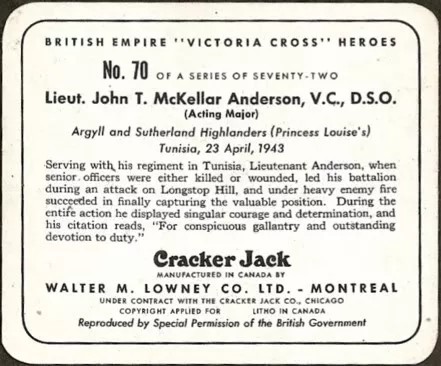 BRITISH EMPIRE "VICTORIA CROSS" HEROES
No. 70 OF A SERIES OF SEVENTY-TWO
Lieut. John T. McKellar Anderson, V.C., D.S.O.
(Acting Major)
Argyll and Sutherland Highlanders (Princess Louise's)
Tunisia, 23 April, 1943
Serving with his regiment in Tunisia, Lieutenant Anderson, when
senior officers were either killed or wounded, led his battalion
during an attack on Longstop Hill, and under heavy enemy fire
succeeded in finally capturing the valuable position. During the
entire action he displayed singular courage and determination, and
his citation reads, "For conspicuous gallantry and outstanding
devotion to duty."
Cracker Jack
MANUFACTURED IN CANADA BY
WALTER M. LOWNEY CO. LTD. - MONTREAL
UNDER CONTRACT WITH THE CRACKER JACK CO., CHICAGO
COPYRIGHT APPLIED FOR LITHO IN CANADA
Reproduced by Special Permission of the British Government